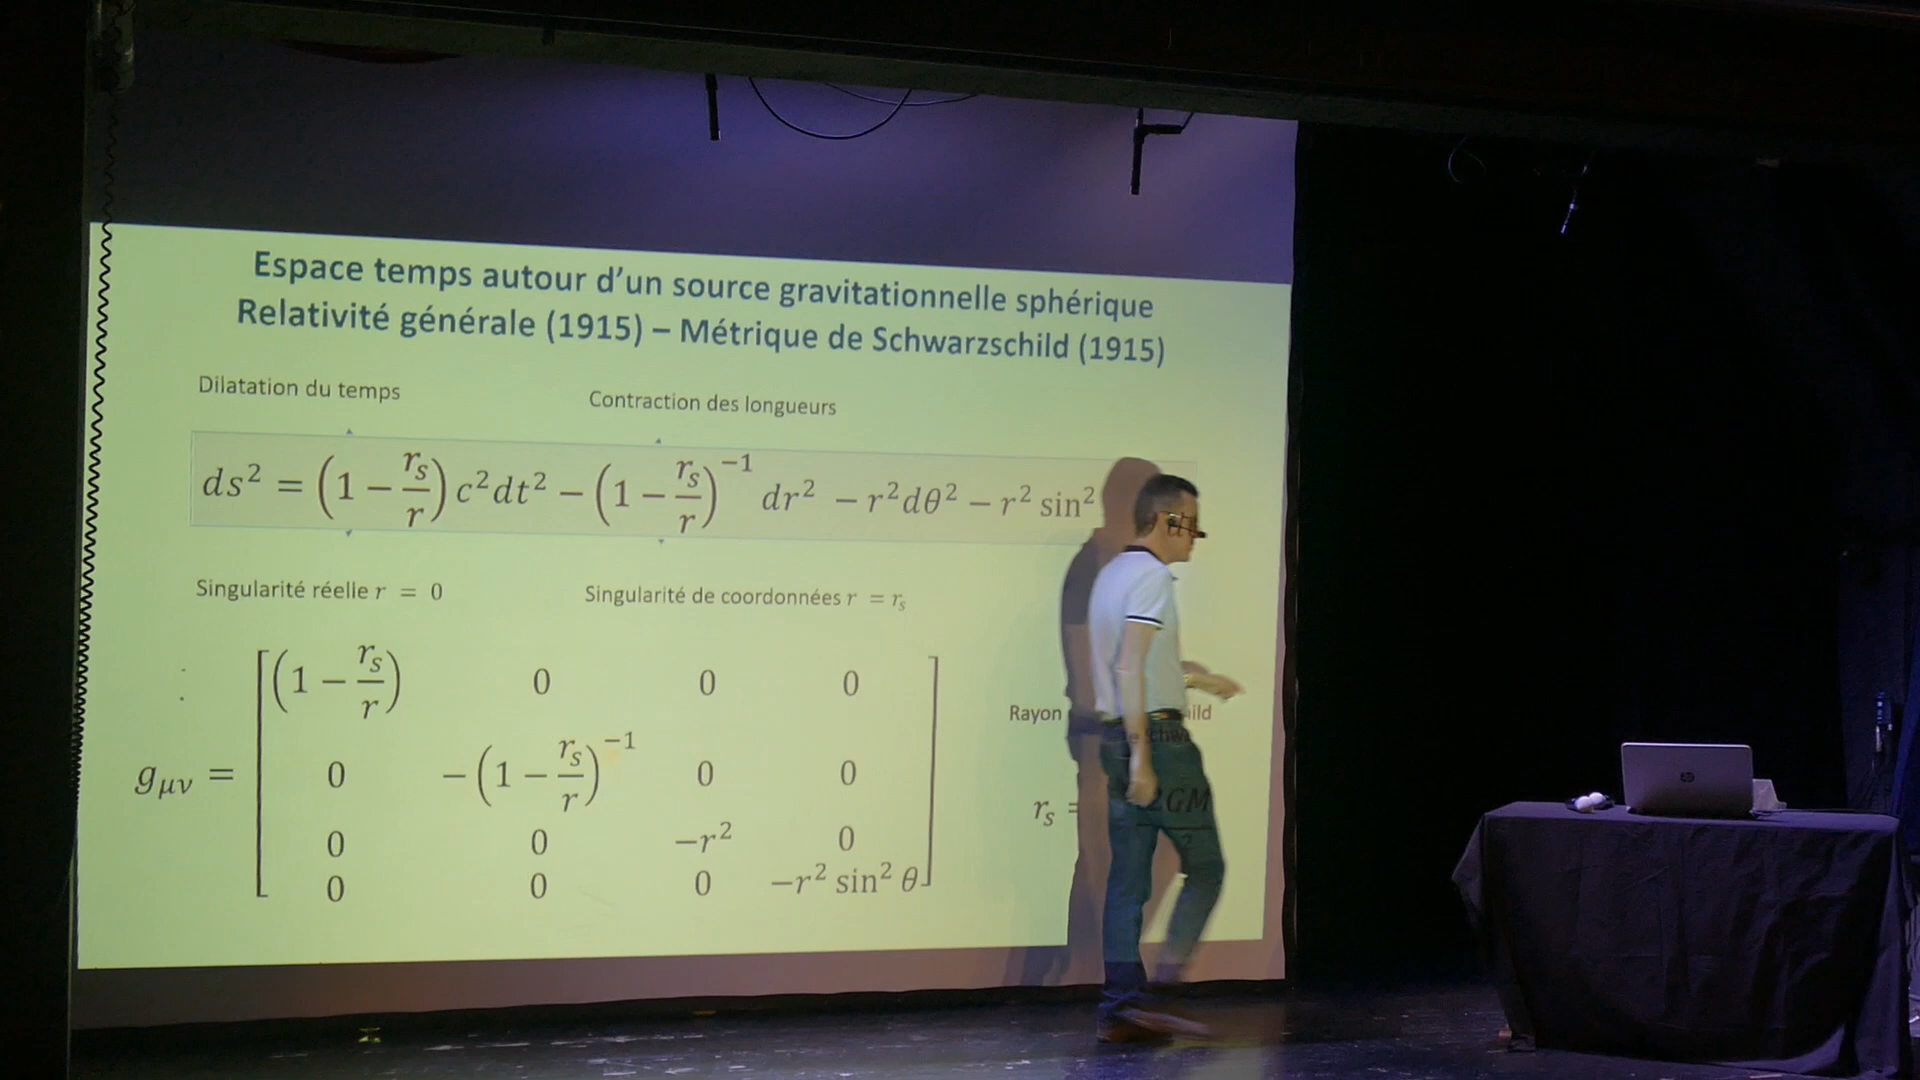 Espace temps autour d’un source gravitationnelle sphérique
Relativité générale (1915) – Métrique de Schwarzschild (1915)
Dilatation du temps
Contraction des longueurs
ds² = (1 − r_s/r) c²dt² − (1 − r_s/r)⁻¹ dr² − r²dθ² − r² sin²
Singularité réelle r = 0
Singularité de coordonnées r = r_s
(1 − r_s/r) 0 0 0
g_μν = 0 −(1 − r_s/r)⁻¹ 0 0
0 0 −r² 0
0 0 0 −r² sin² θ
Rayon
r_s = 2GM